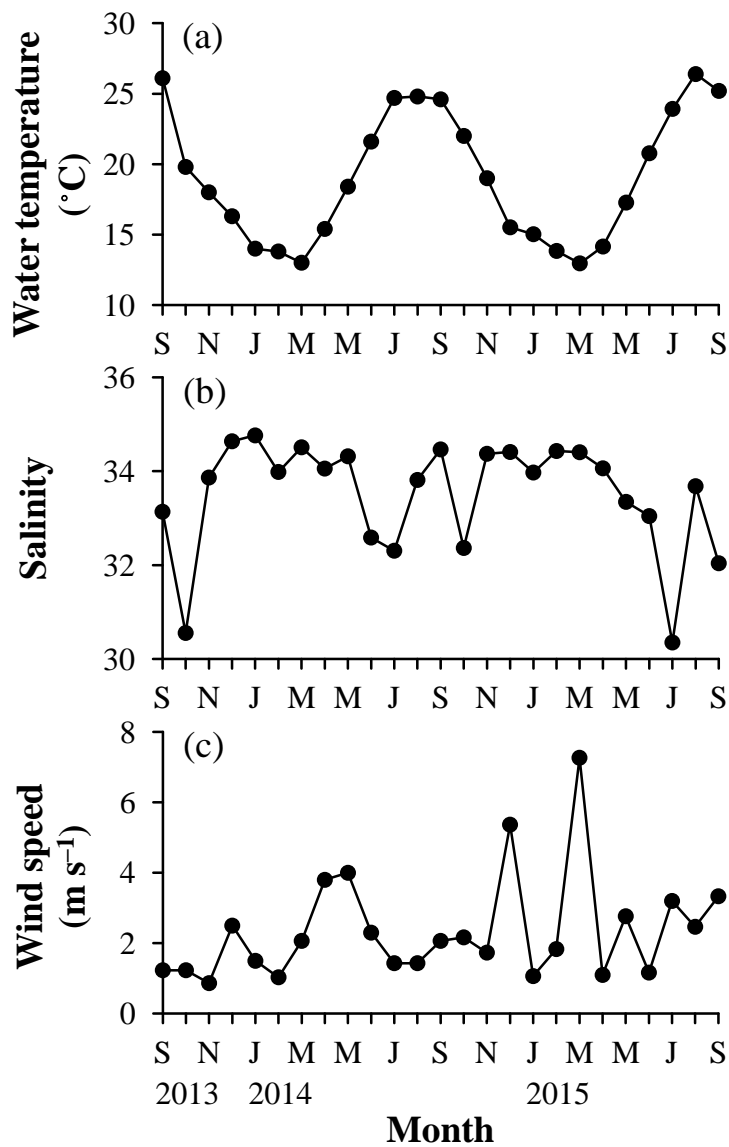 (a)
Water temperature
(˚C)
30
25
20
15
10
S N J M M J S N J M M J S
(b)
Salinity
36
34
32
30
S N J M M J S N J M M J S
(c)
Wind speed
(m s⁻¹)
8
6
4
2
0
S N J M M J S N J M M J S
2013 2014 2015
Month